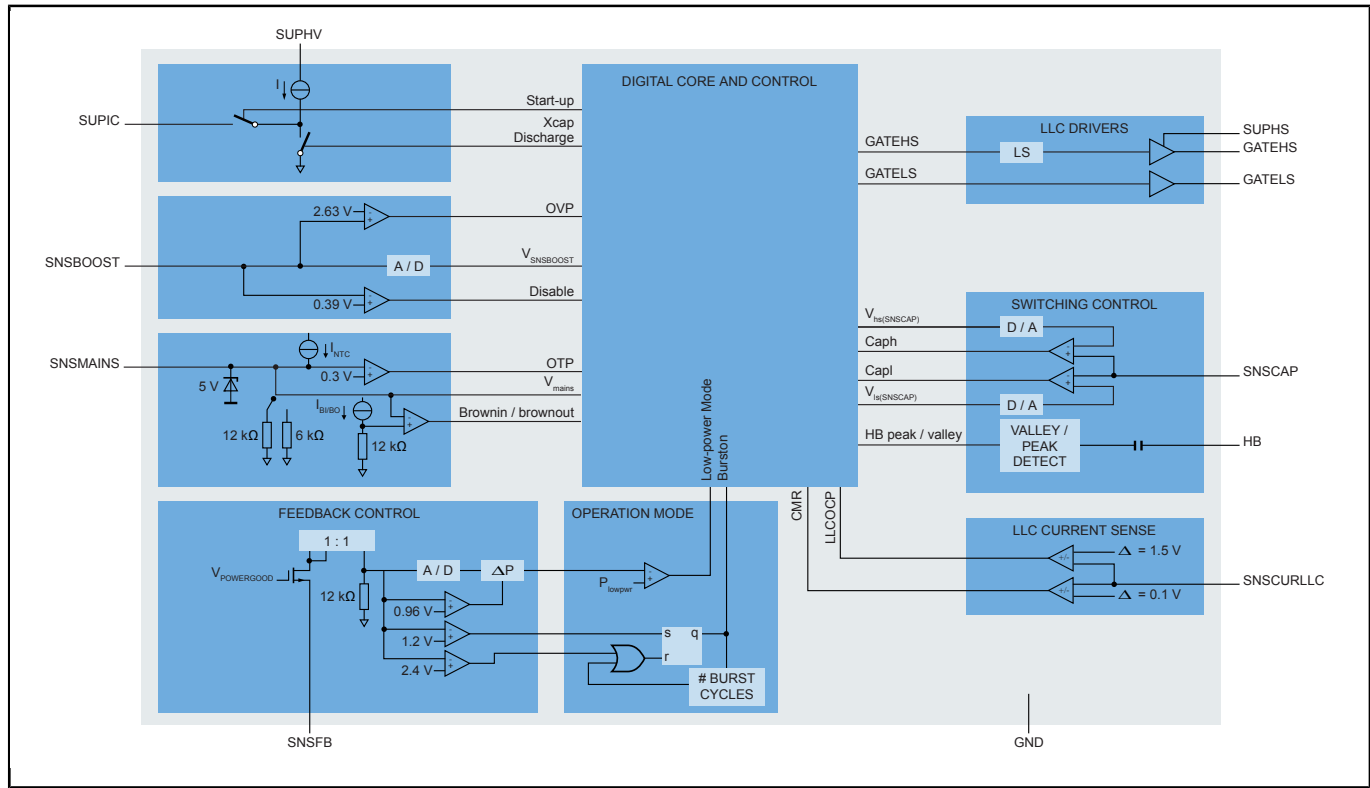 SUPHV
I
SUPIC
Start-up
Xcap
Discharge
DIGITAL CORE AND CONTROL
LLC DRIVERS
GATEHS
LS
SUPHS
GATEHS
GATELS
GATELS
2.63 V
-
+
OVP
SNSBOOST
A / D
VSNSBOOST
0.39 V
-
+
Disable
SNSMAINS
INTC
5 V
0.3 V
-
+
OTP
Vmains
IBI/BO
-
+
Brownin / brownout
12 kΩ
6 kΩ
12 kΩ
SWITCHING CONTROL
Vhs(SNSCAP)
D / A
Caph
-
+
Capl
-
+
SNSCAP
Vls(SNSCAP)
D / A
HB peak / valley
VALLEY /
PEAK
DETECT
HB
Low-power Mode
Burston
CMR
LLCOCP
FEEDBACK CONTROL
1 : 1
VPOWERGOOD
12 kΩ
A / D
ΔP
0.96 V
-
+
1.2 V
-
+
2.4 V
-
+
SNSFB
OPERATION MODE
Plowpwr
-
+
s q
r
# BURST
CYCLES
LLC CURRENT SENSE
+/-
Δ = 1.5 V
SNSCURLLC
+/-
Δ = 0.1 V
GND